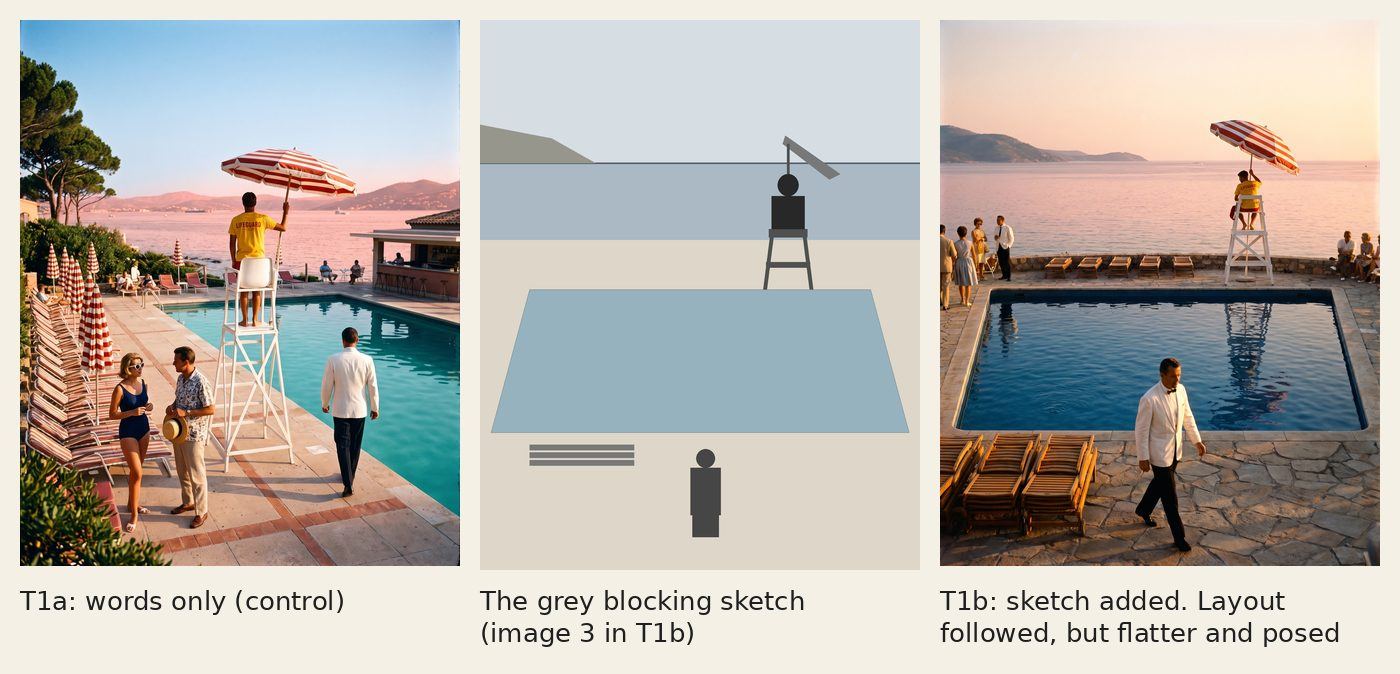 LIFEGUARD
T1a: words only (control)
The grey blocking sketch
(image 3 in T1b)
T1b: sketch added. Layout
followed, but flatter and posed